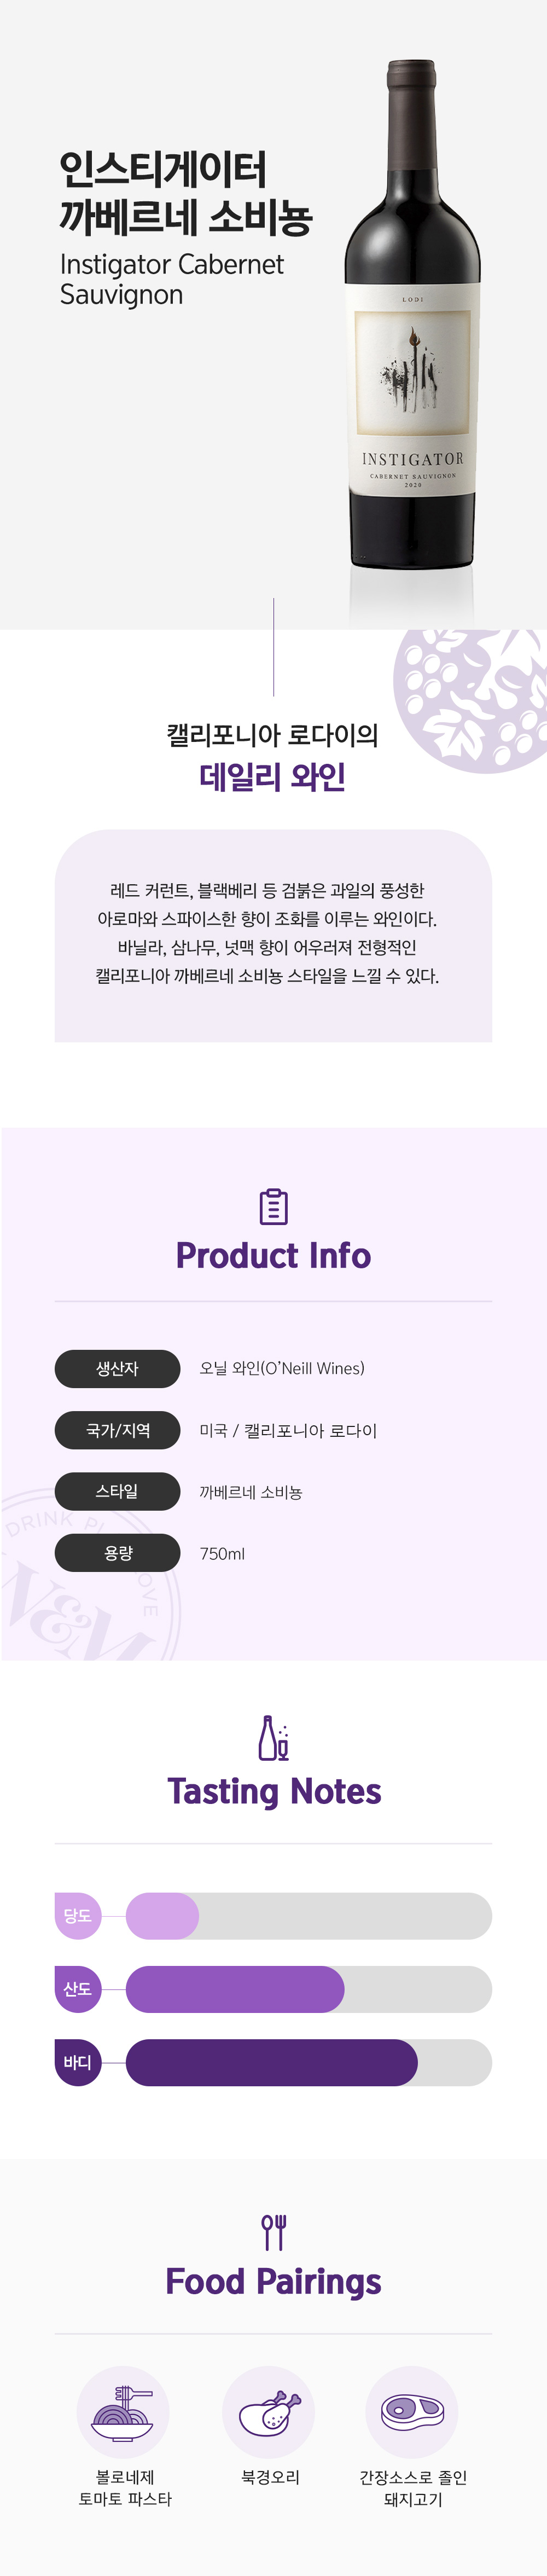 인스티게이터
까베르네 소비뇽
Instigator Cabernet
Sauvignon
LODI
INSTIGATOR
CABERNET SAUVIGNON
2020
캘리포니아 로다이의
데일리 와인
레드 커런트, 블랙베리 등 검붉은 과일의 풍성한
아로마와 스파이스한 향이 조화를 이루는 와인이다.
바닐라, 삼나무, 넛맥 향이 어우러져 전형적인
캘리포니아 까베르네 소비뇽 스타일을 느낄 수 있다.
Product Info
생산자 오닐 와인(O'Neill Wines)
국가/지역 미국 / 캘리포니아 로다이
스타일 까베르네 소비뇽
용량 750ml
DRINK
OVE
W&M
Tasting Notes
당도
산도
바디
Food Pairings
볼로네제
토마토 파스타
북경오리
간장소스로 졸인
돼지고기